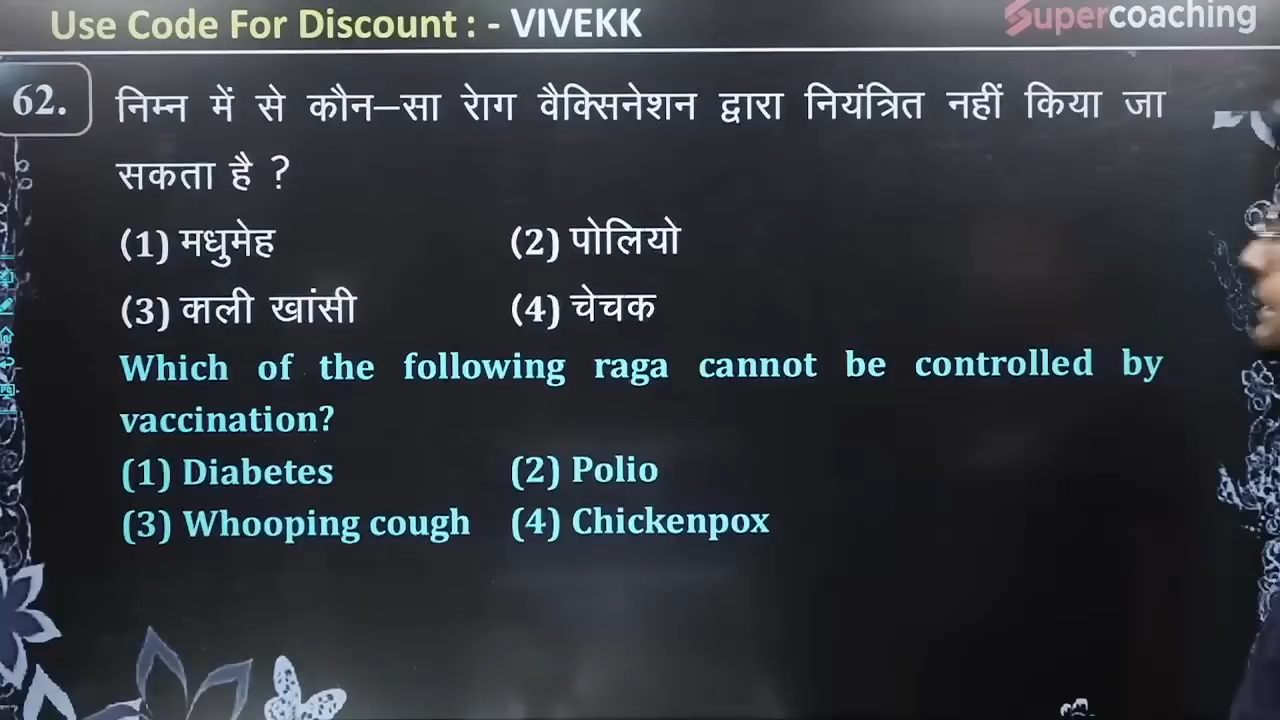 Use Code For Discount : - VIVEKK
Supercoaching
62. निम्न में से कौन–सा रोग वैक्सिनेशन द्वारा नियंत्रित नहीं किया जा
सकता है ?
(1) मधुमेह (2) पोलियो
(3) काली खांसी (4) चेचक
Which of the following raga cannot be controlled by
vaccination?
(1) Diabetes (2) Polio
(3) Whooping cough (4) Chickenpox